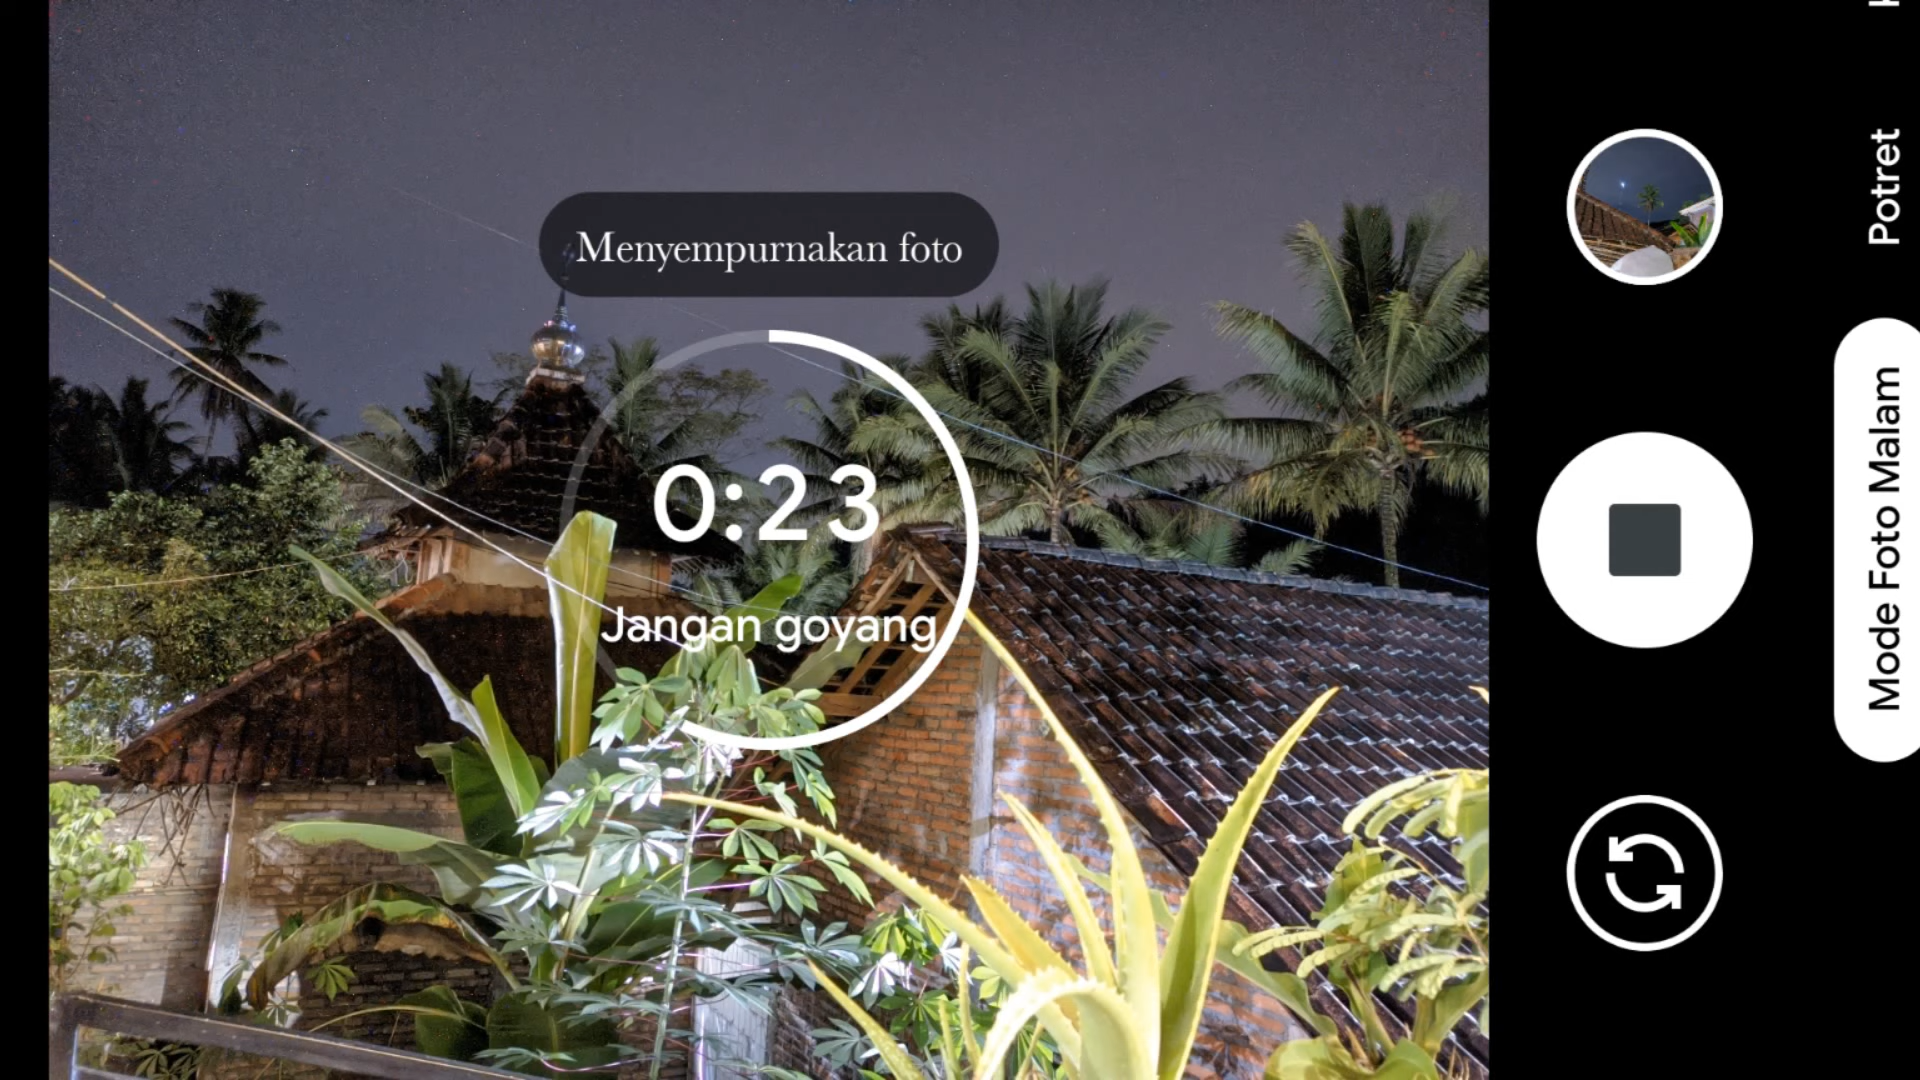 Menyempurnakan foto
0:23
Jangan goyang
Potret
Mode Foto Malam